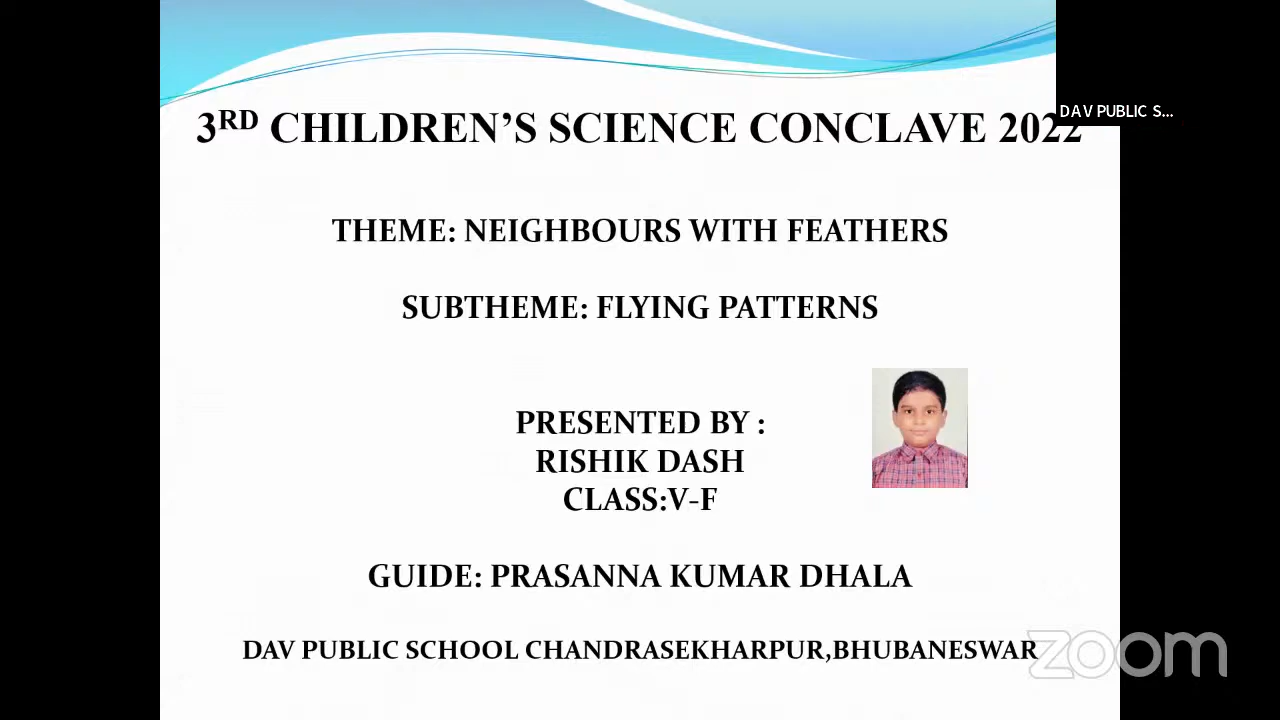 3RD CHILDREN'S SCIENCE CONCLAVE 2022
DAV PUBLIC S...
THEME: NEIGHBOURS WITH FEATHERS
SUBTHEME: FLYING PATTERNS
PRESENTED BY :
RISHIK DASH
CLASS:V-F
GUIDE: PRASANNA KUMAR DHALA
DAV PUBLIC SCHOOL CHANDRASEKHARPUR,BHUBANESWAR
zoom